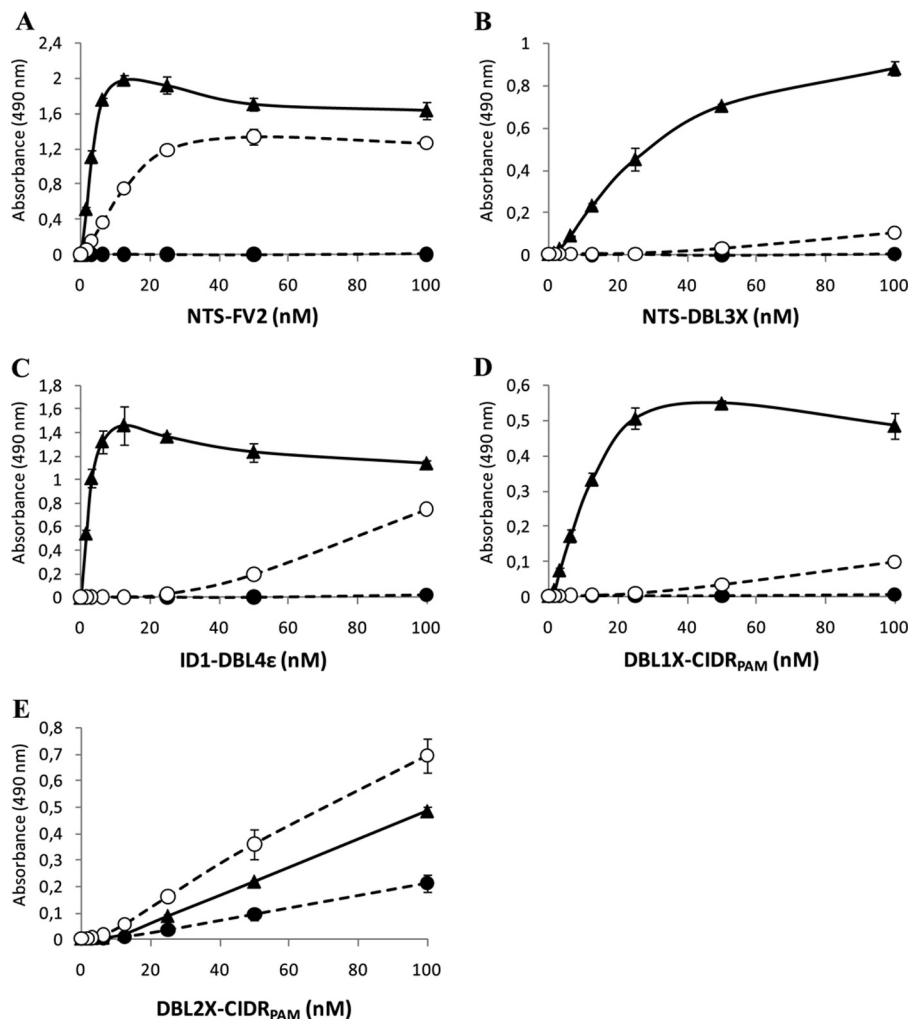 A
Absorbance (490 nm)
2,4
2
1,6
1,2
0,8
0,4
0
0 20 40 60 80 100
NTS-FV2 (nM)
B
Absorbance (490 nm)
1
0,8
0,6
0,4
0,2
0
0 20 40 60 80 100
NTS-DBL3X (nM)
C
Absorbance (490 nm)
1,8
1,6
1,4
1,2
1
0,8
0,6
0,4
0,2
0
0 20 40 60 80 100
ID1-DBL4ε (nM)
D
Absorbance (490 nm)
0,6
0,5
0,4
0,3
0,2
0,1
0
0 20 40 60 80 100
DBL1X-CIDRPAM (nM)
E
Absorbance (490 nm)
0,8
0,7
0,6
0,5
0,4
0,3
0,2
0,1
0
0 20 40 60 80 100
DBL2X-CIDRPAM (nM)